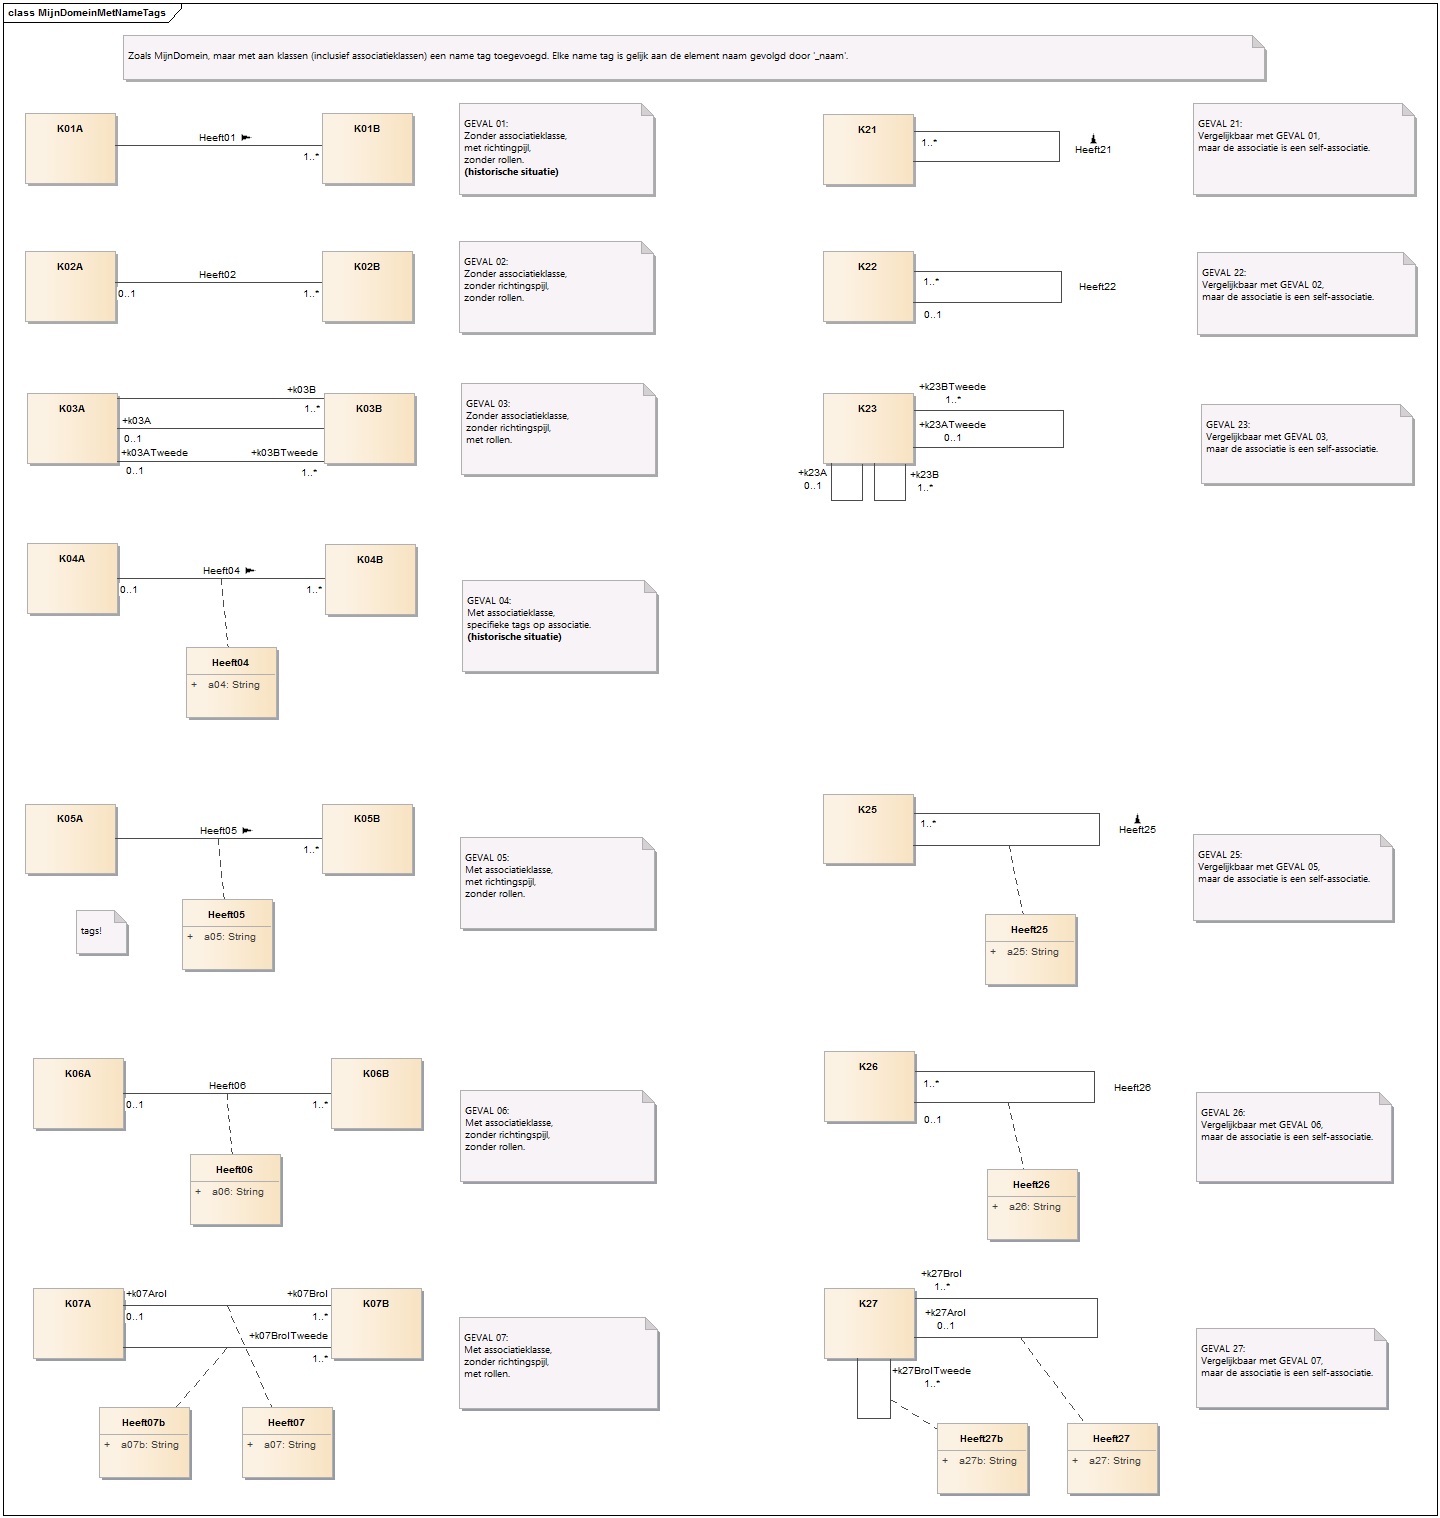 class MijnDomeinMetNameTags
Zoals MijnDomein, maar met aan klassen (inclusief associatieklassen) een name tag toegevoegd. Elke name tag is gelijk aan de element naam gevolgd door '_naam'.
K01A
Heeft01
1..*
K01B
GEVAL 01:
Zonder associatieklasse,
met richtingpijl,
zonder rollen.
(historische situatie)
K21
1..*
Heeft21
GEVAL 21:
Vergelijkbaar met GEVAL 01,
maar de associatie is een self-associatie.
K02A
Heeft02
0..1
1..*
K02B
GEVAL 02:
Zonder associatieklasse,
zonder richtingspijl,
zonder rollen.
K22
1..*
0..1
Heeft22
GEVAL 22:
Vergelijkbaar met GEVAL 02,
maar de associatie is een self-associatie.
K03A
+k03B
1..*
+k03A
0..1
+k03ATweede
0..1
+k03BTweede
1..*
K03B
GEVAL 03:
Zonder associatieklasse,
zonder richtingspijl,
met rollen.
K23
+k23BTweede
1..*
+k23ATweede
0..1
+k23A
0..1
+k23B
1..*
GEVAL 23:
Vergelijkbaar met GEVAL 03,
maar de associatie is een self-associatie.
K04A
Heeft04
0..1
1..*
K04B
Heeft04
+ a04: String
GEVAL 04:
Met associatieklasse,
specifieke tags op associatie.
(historische situatie)
K05A
Heeft05
1..*
K05B
tags!
Heeft05
+ a05: String
GEVAL 05:
Met associatieklasse,
met richtingpijl,
zonder rollen.
K25
1..*
Heeft25
Heeft25
+ a25: String
GEVAL 25:
Vergelijkbaar met GEVAL 05,
maar de associatie is een self-associatie.
K06A
Heeft06
0..1
1..*
K06B
Heeft06
+ a06: String
GEVAL 06:
Met associatieklasse,
zonder richtingspijl,
zonder rollen.
K26
1..*
0..1
Heeft26
Heeft26
+ a26: String
GEVAL 26:
Vergelijkbaar met GEVAL 06,
maar de associatie is een self-associatie.
K07A
+k07Arol
0..1
+k07Brol
1..*
+k07BrolTweede
1..*
K07B
Heeft07b
+ a07b: String
Heeft07
+ a07: String
GEVAL 07:
Met associatieklasse,
zonder richtingspijl,
met rollen.
K27
+k27Brol
1..*
+k27Arol
0..1
+k27BrolTweede
1..*
Heeft27b
+ a27b: String
Heeft27
+ a27: String
GEVAL 27:
Vergelijkbaar met GEVAL 07,
maar de associatie is een self-associatie.